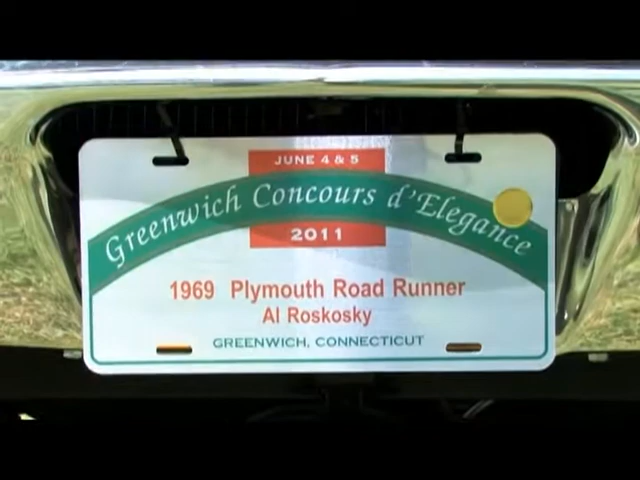 JUNE 4 & 5
Greenwich Concours d'Elegance
2011
1969 Plymouth Road Runner
Al Roskosky
GREENWICH, CONNECTICUT